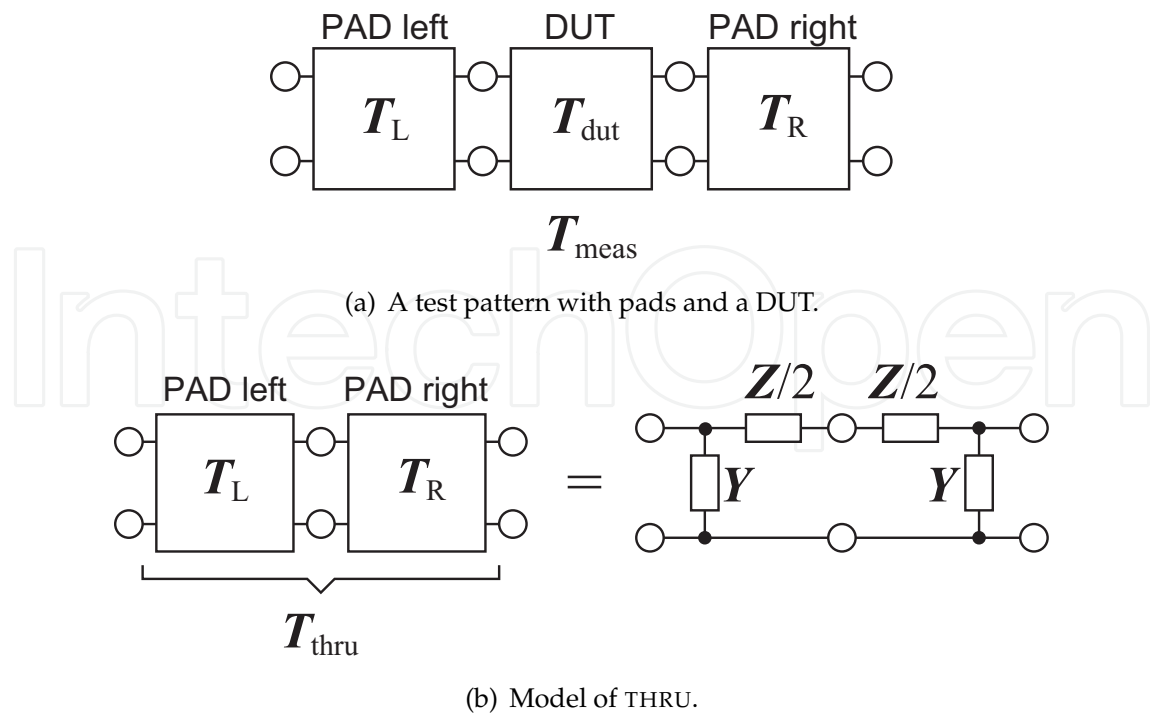 PAD left DUT PAD right
T_L T_dut T_R
T_meas
(a) A test pattern with pads and a DUT.
IntechOpen
PAD left PAD right Z/2 Z/2
T_L T_R = Y Y
T_thru
(b) Model of THRU.